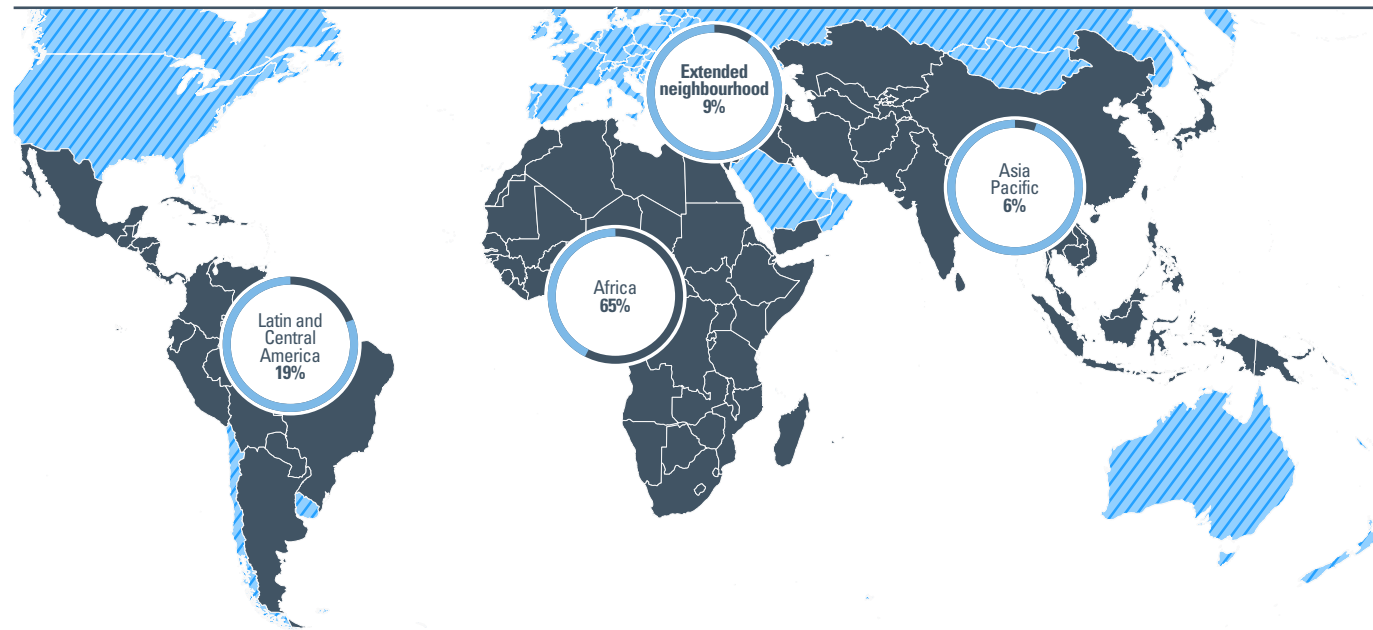 Extended
neighbourhood
9%
Asia
Pacific
6%
Africa
65%
Latin and
Central
America
19%